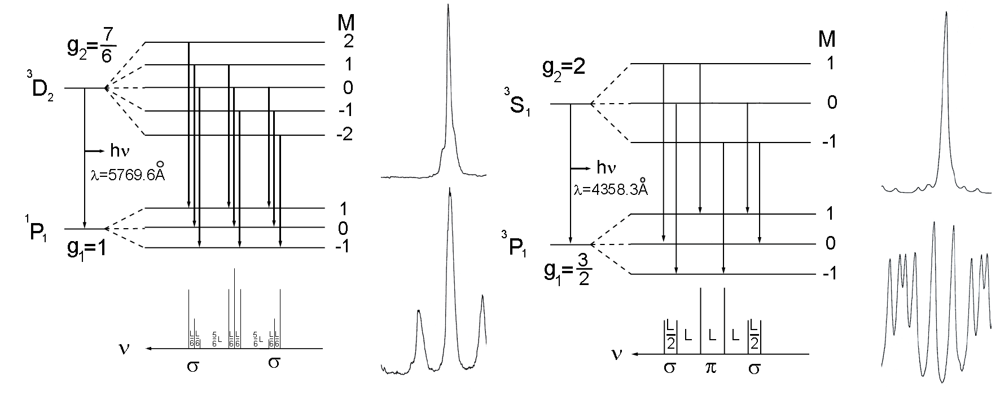 M
g₂=7/6
2
1
³D₂
0
-1
-2
hν
λ=5769.6Å
1
¹P₁
0
g₁=1
-1
L/6 L/6 5/6 L L/6 L/6 5/6 L L/6 L/6
ν
σ σ
M
g₂=2
1
³S₁
0
-1
hν
λ=4358.3Å
1
³P₁
0
g₁=3/2
-1
L/2 L L L L/2
ν
σ π σ